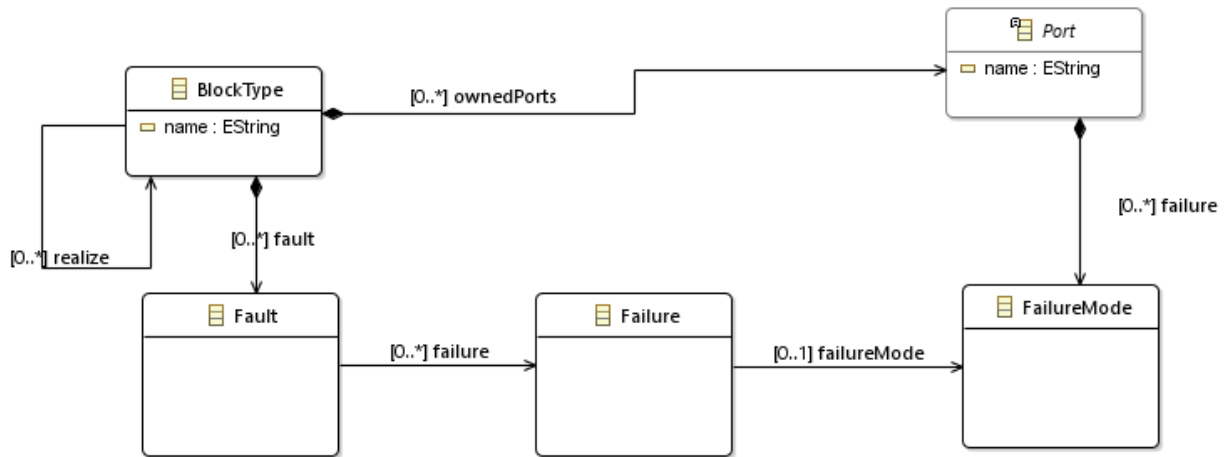 Port
name : EString
BlockType
name : EString
[0..*] ownedPorts
[0..*] failure
[0..*] fault
[0..*] realize
Fault
Failure
FailureMode
[0..*] failure
[0..1] failureMode